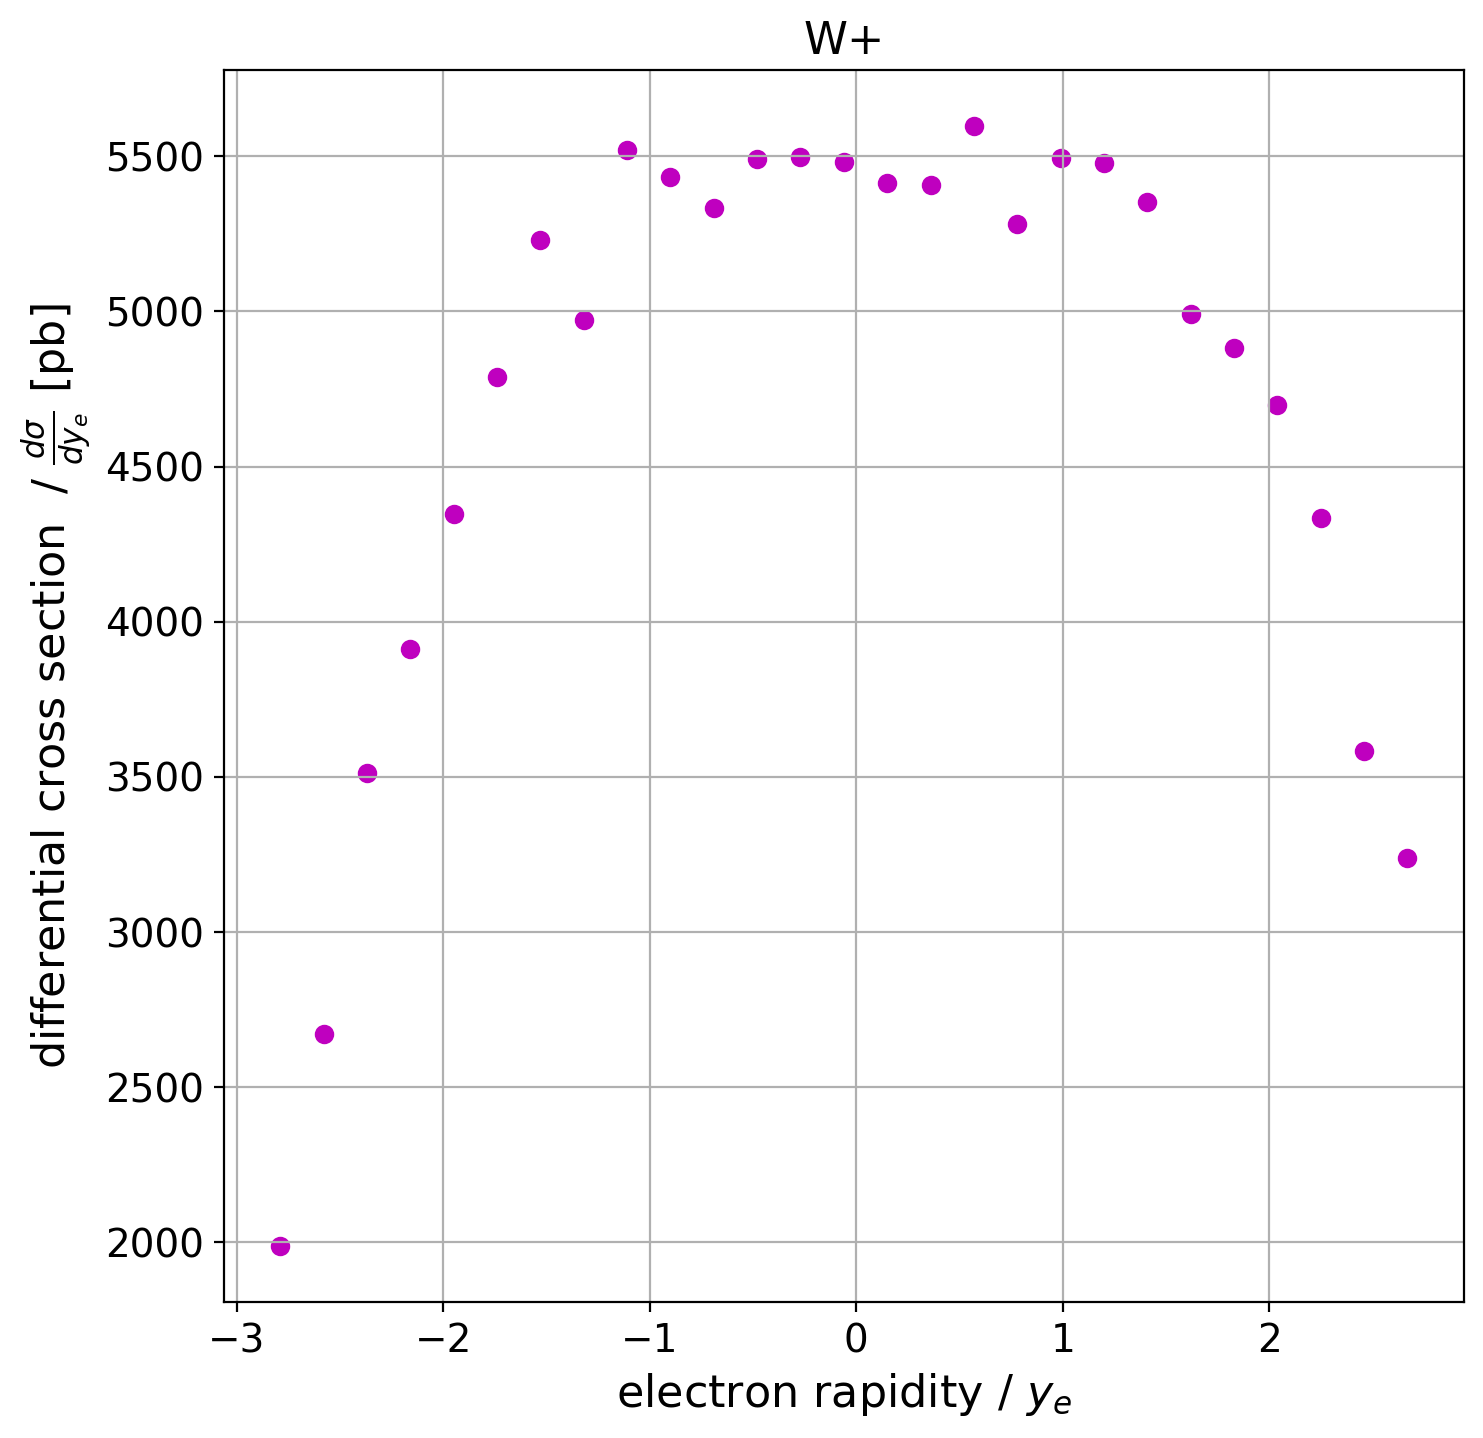 W+
differential cross section / dσ/dy_e [pb]
5500
5000
4500
4000
3500
3000
2500
2000
−3 −2 −1 0 1 2
electron rapidity / y_e